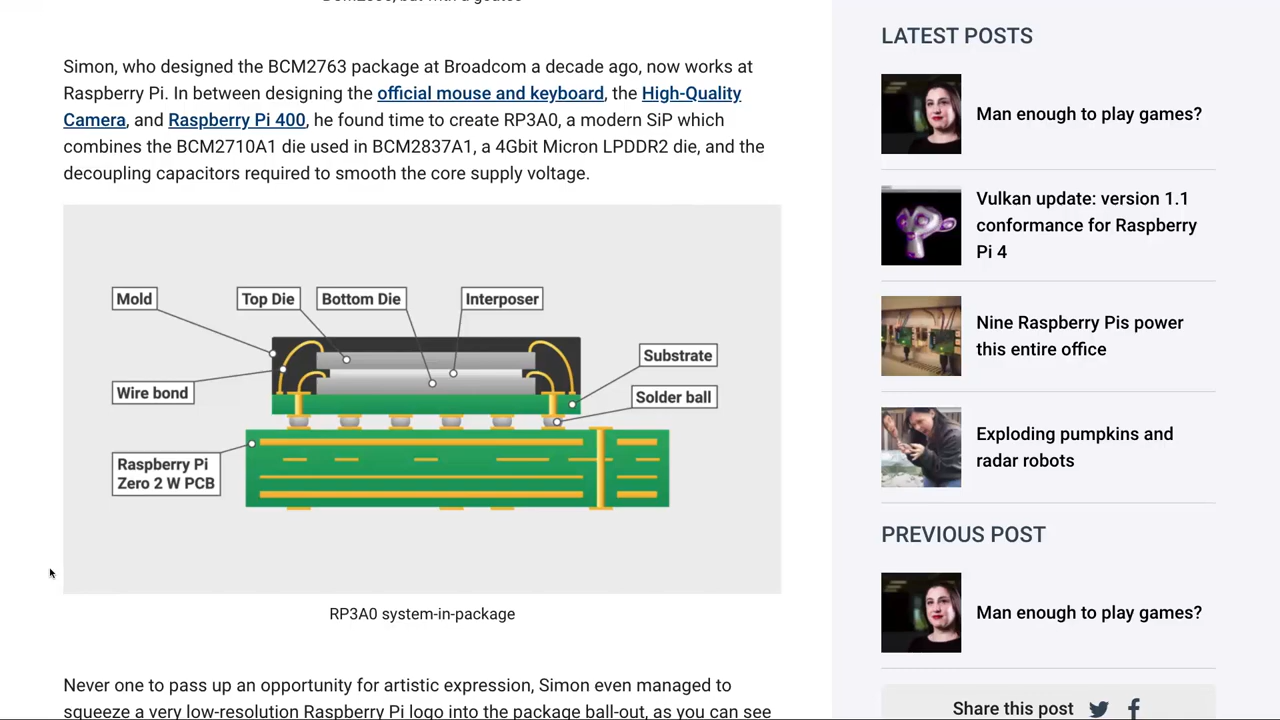 Simon, who designed the BCM2763 package at Broadcom a decade ago, now works at
Raspberry Pi. In between designing the official mouse and keyboard, the High-Quality
Camera, and Raspberry Pi 400, he found time to create RP3A0, a modern SiP which
combines the BCM2710A1 die used in BCM2837A1, a 4Gbit Micron LPDDR2 die, and the
decoupling capacitors required to smooth the core supply voltage.
Mold
Top Die
Bottom Die
Interposer
Substrate
Wire bond
Solder ball
Raspberry Pi
Zero 2 W PCB
RP3A0 system-in-package
Never one to pass up an opportunity for artistic expression, Simon even managed to
squeeze a very low-resolution Raspberry Pi logo into the package ball-out, as you can see
LATEST POSTS
Man enough to play games?
Vulkan update: version 1.1
conformance for Raspberry
Pi 4
Nine Raspberry Pis power
this entire office
Exploding pumpkins and
radar robots
PREVIOUS POST
Man enough to play games?
Share this post